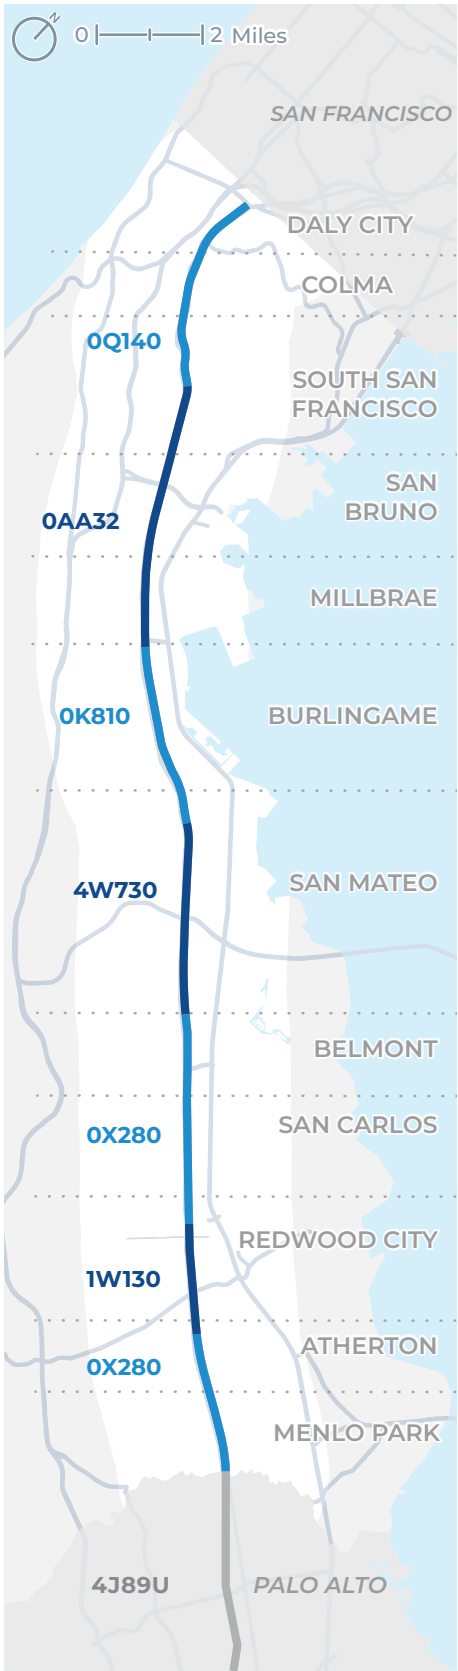 N
0 2 Miles
SAN FRANCISCO
DALY CITY
COLMA
0Q140
SOUTH SAN
FRANCISCO
SAN
BRUNO
0AA32
MILLBRAE
0K810
BURLINGAME
4W730
SAN MATEO
BELMONT
SAN CARLOS
0X280
REDWOOD CITY
1W130
ATHERTON
0X280
MENLO PARK
4J89U
PALO ALTO